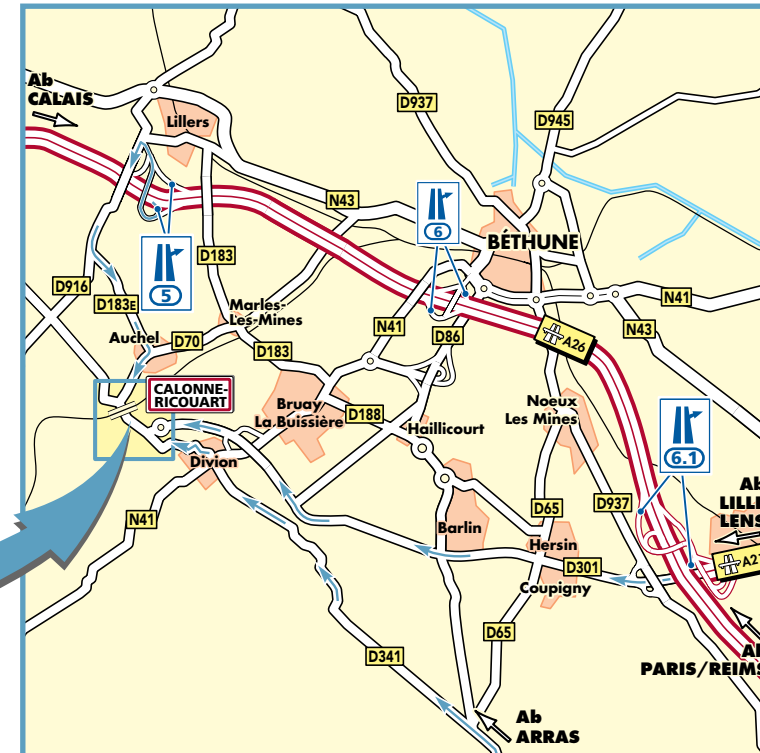 Ab
CALAIS
Lillers
D937
D945
N43
6
BÉTHUNE
D183
5
D916
D183E
Marles-
Les-Mines
N41
N41
N43
Auchel
D70
D86
A26
D183
CALONNE-
RICOUART
Bruay
La Buissière
D188
Haillicourt
Noeux
Les Mines
6.1
Divion
Ab
LILLE
LENS
D937
N41
D65
Barlin
Hersin
Coupigny
D301
D65
D341
PARIS/REIMS
Ab
ARRAS